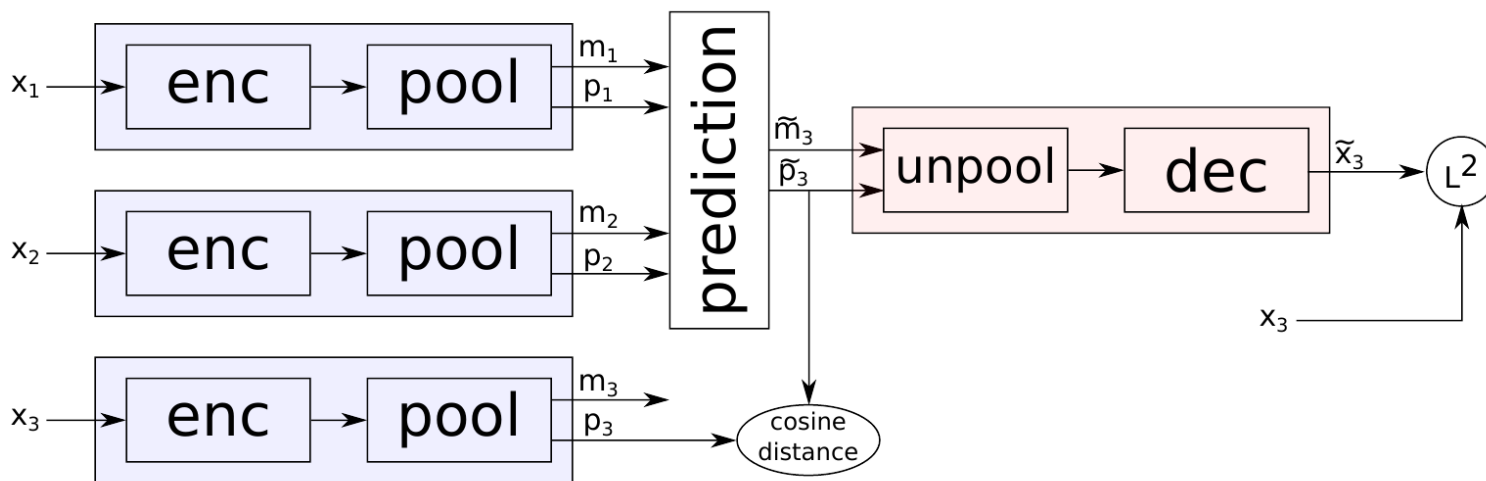 x₁
enc
pool
m₁
p₁
x₂
enc
pool
m₂
p₂
x₃
enc
pool
m₃
p₃
prediction
m̃₃
p̃₃
unpool
dec
x̃₃
L²
x₃
cosine
distance